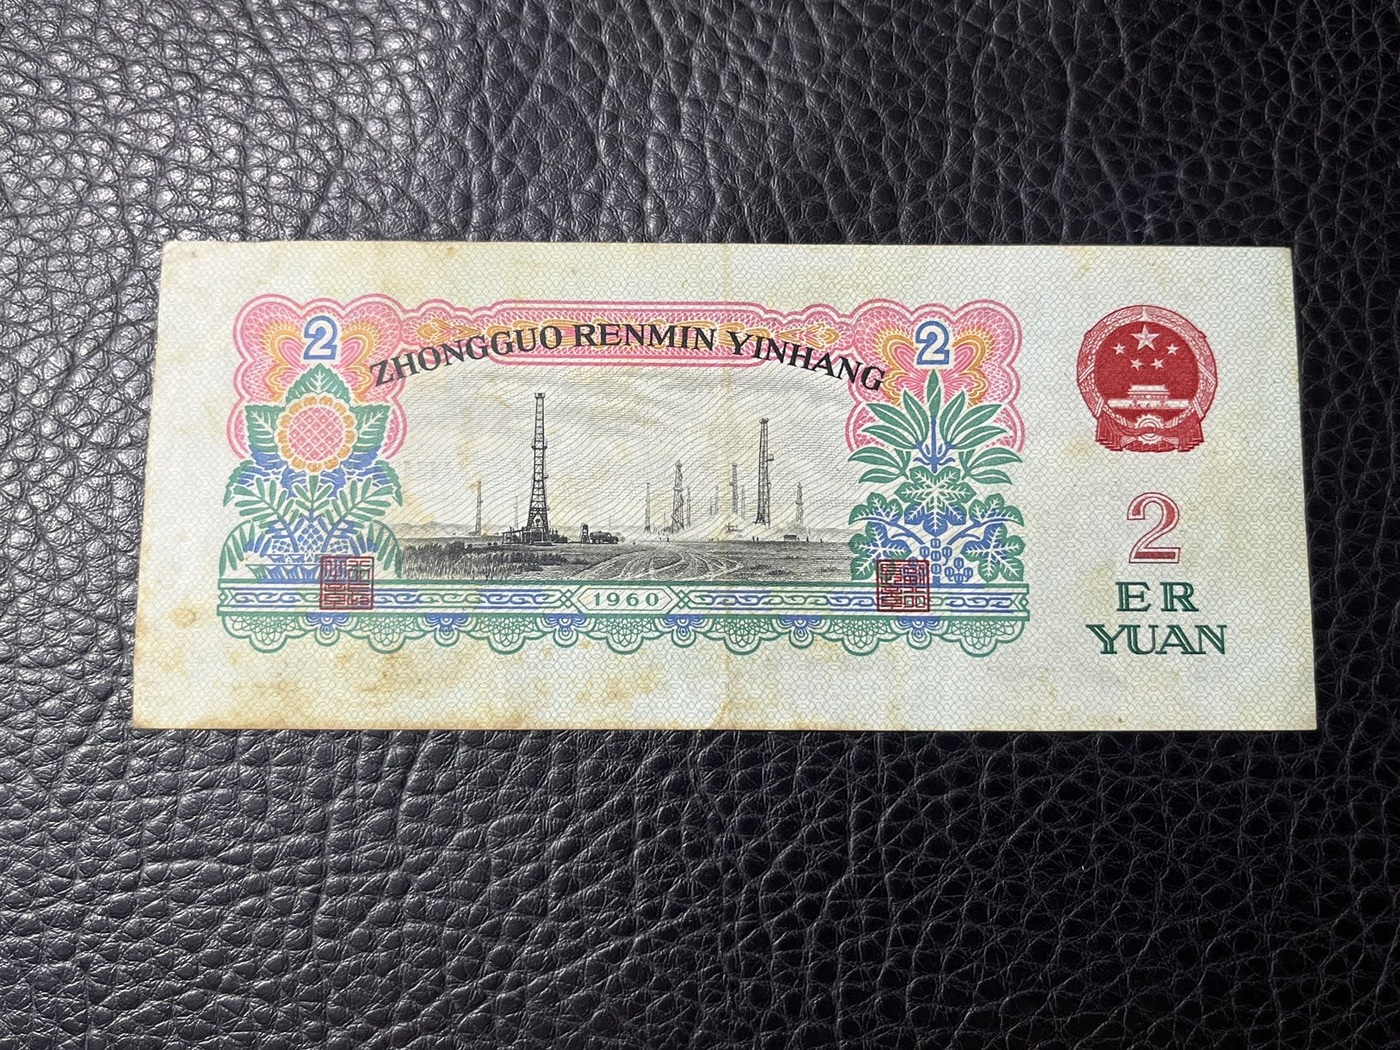 2
ZHONGGUO RENMIN YINHANG
2
2
ER
YUAN
1960